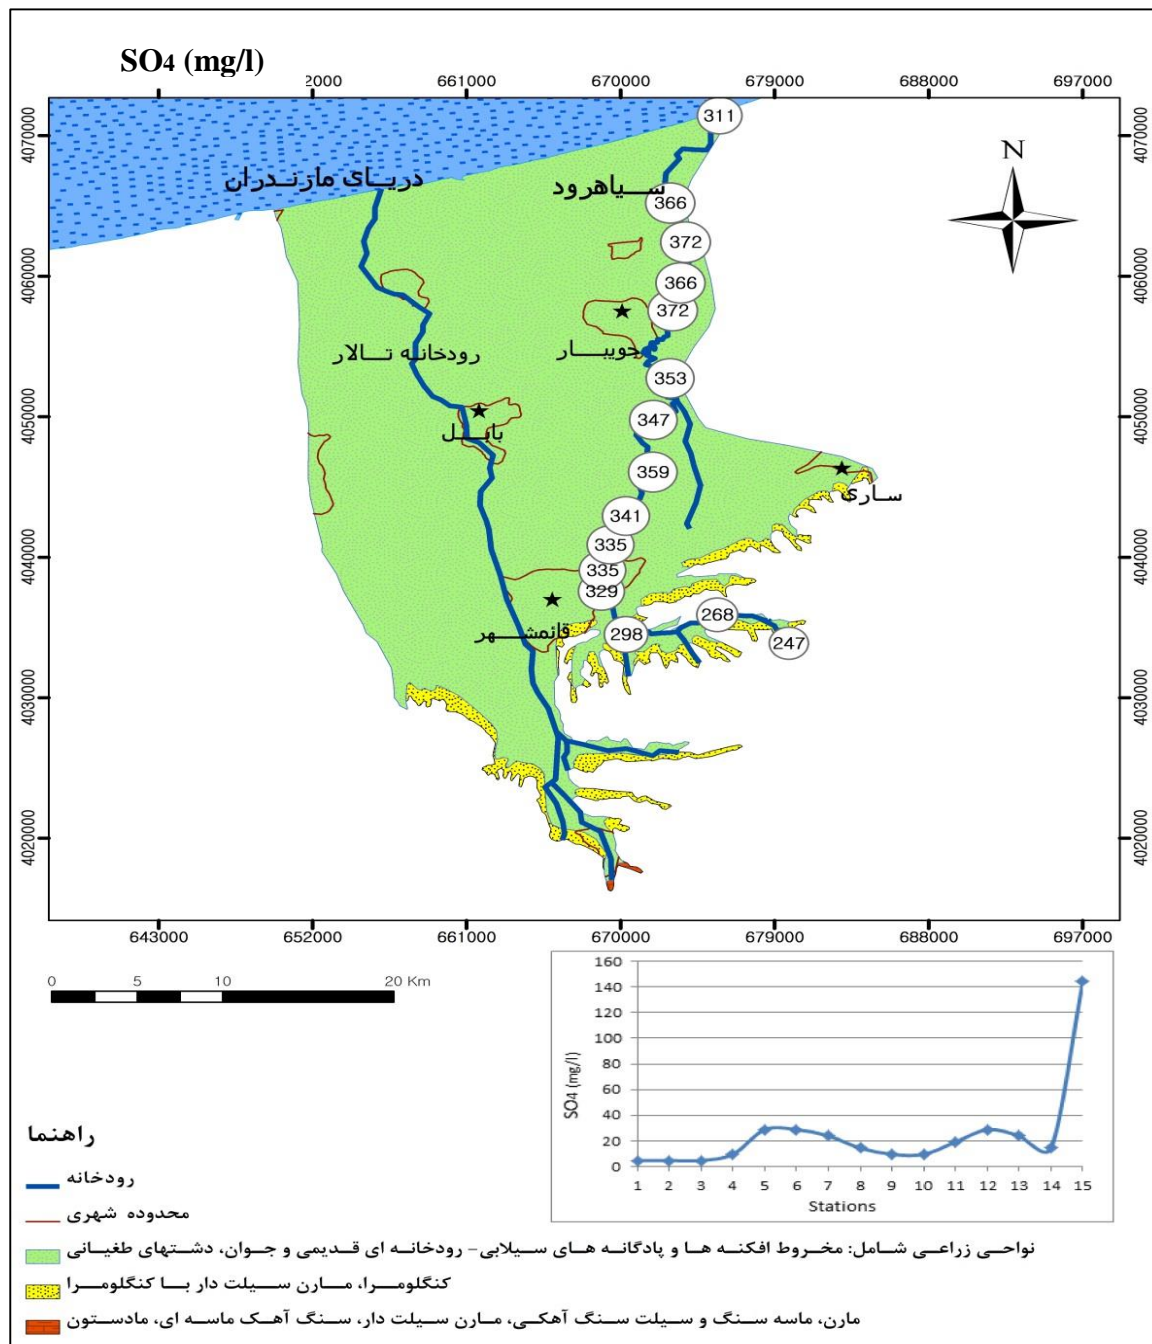 SO4 (mg/l)
2000 661000 670000 679000 688000 697000
4070000 4070000
4060000 4060000
4050000 4050000
4040000 4040000
4030000 4030000
4020000 4020000
N
311
دریای مازندران
سیاهرود
366
372
366
372
جویبار
رودخانه تالار
353
بابل
347
359
ساری
341
335
335
329
قائمشهر
298
268
247
643000 652000 661000 670000 679000 688000 697000
0 5 10 20 Km
SO4 (mg/l)
160
140
120
100
80
60
40
20
0
1 2 3 4 5 6 7 8 9 10 11 12 13 14 15
Stations
راهنما
رودخانه
محدوده شهری
نواحی زراعی شامل: مخروط افکنه ها و پادگانه های سیلابی- رودخانه ای قدیمی و جوان، دشتهای طغیانی
کنگلومرا، مارن سیلت دار با کنگلومرا
مارن، ماسه سنگ و سیلت سنگ آهکی، مارن سیلت دار، سنگ آهک ماسه ای، مادستون